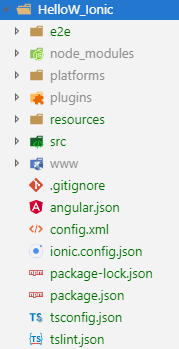 HelloW_Ionic
e2e
node_modules
platforms
plugins
resources
src
www
.gitignore
angular.json
config.xml
ionic.config.json
package-lock.json
package.json
tsconfig.json
tslint.json